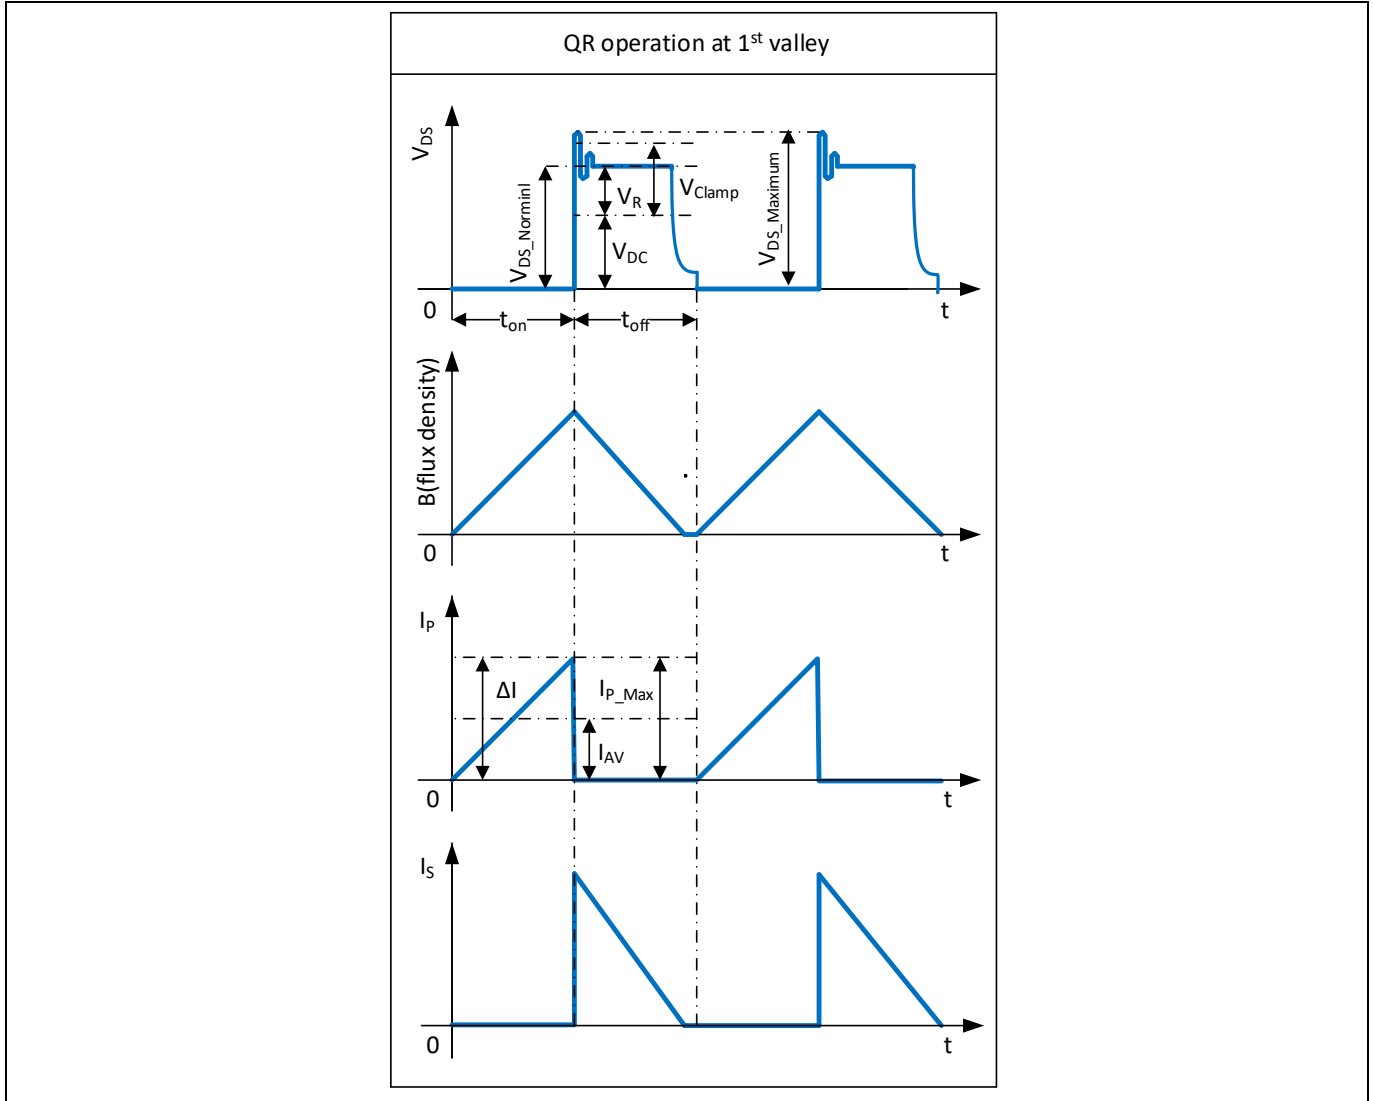 QR operation at 1st valley
VDS
VDS_Norminl
VR
VClamp
VDC
VDS_Maximum
0
t
ton
toff
B(flux density)
0
t
IP
ΔI
IP_Max
IAV
0
t
IS
0
t